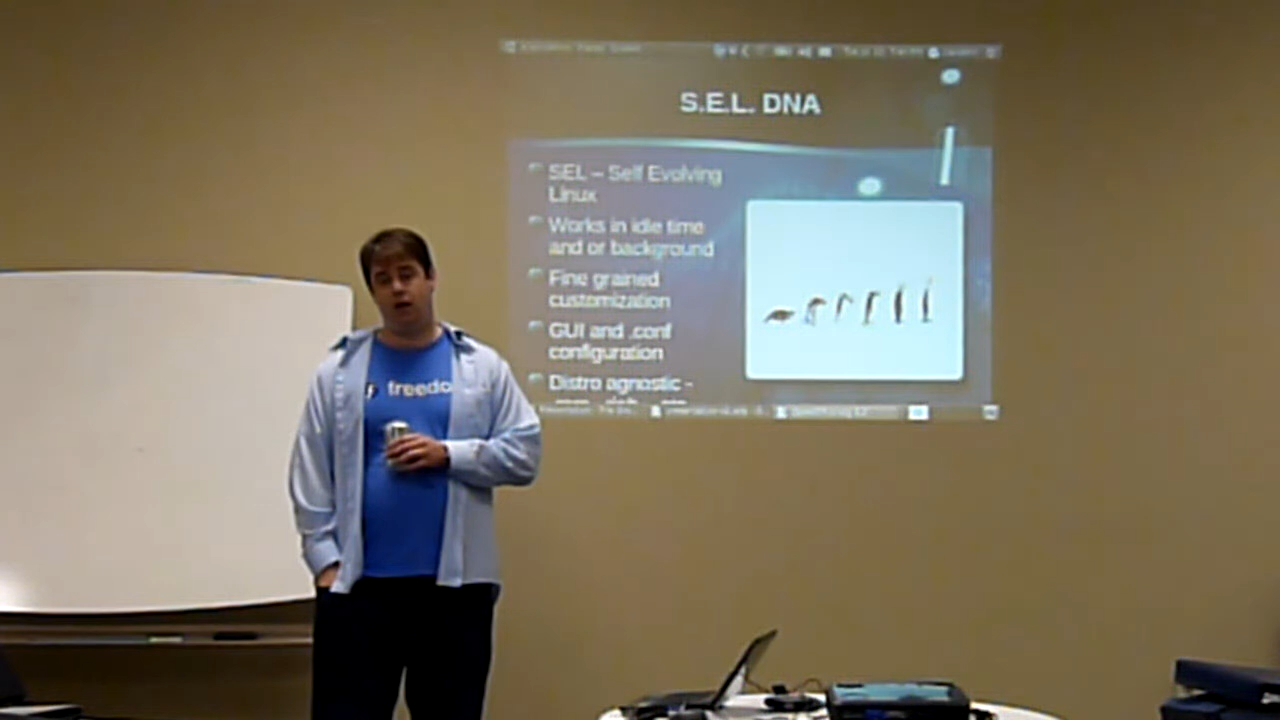 S.E.L. DNA
SEL – Self Evolving
Linux
Works in idle time
and or background
Fine grained
customization
GUI and .conf
configuration
Distro agnostic -
freedo